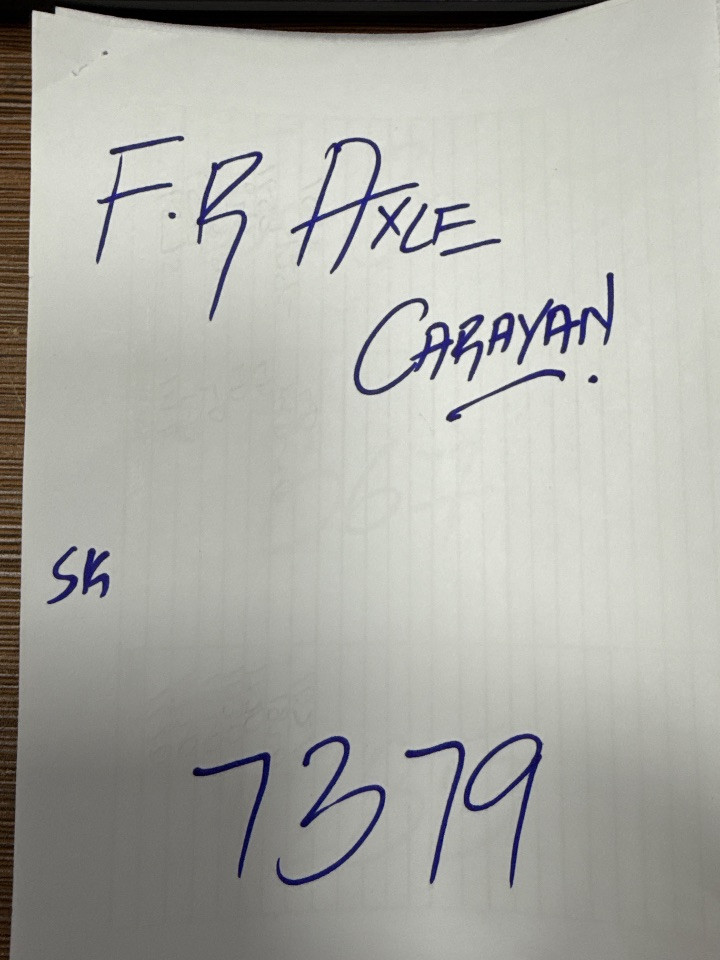 F.R AXLE
CARAYAN.
SK
7379